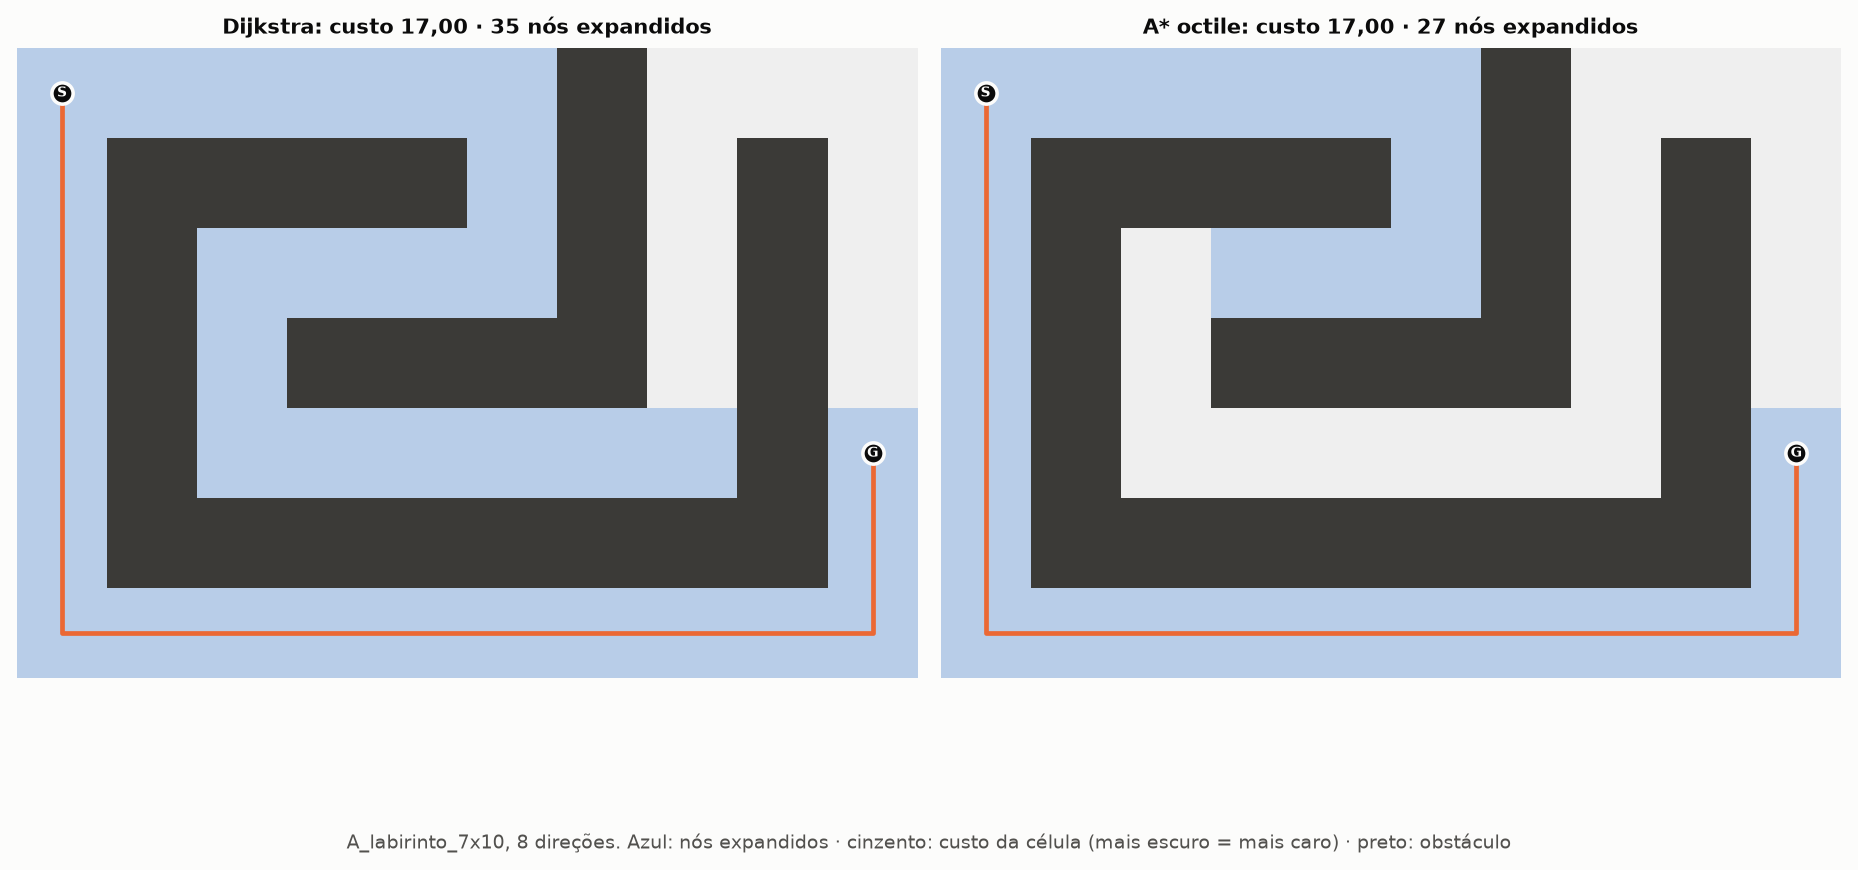 Dijkstra: custo 17,00 · 35 nós expandidos
A* octile: custo 17,00 · 27 nós expandidos
S
S
G
G
A_labirinto_7x10, 8 direções. Azul: nós expandidos · cinzento: custo da célula (mais escuro = mais caro) · preto: obstáculo